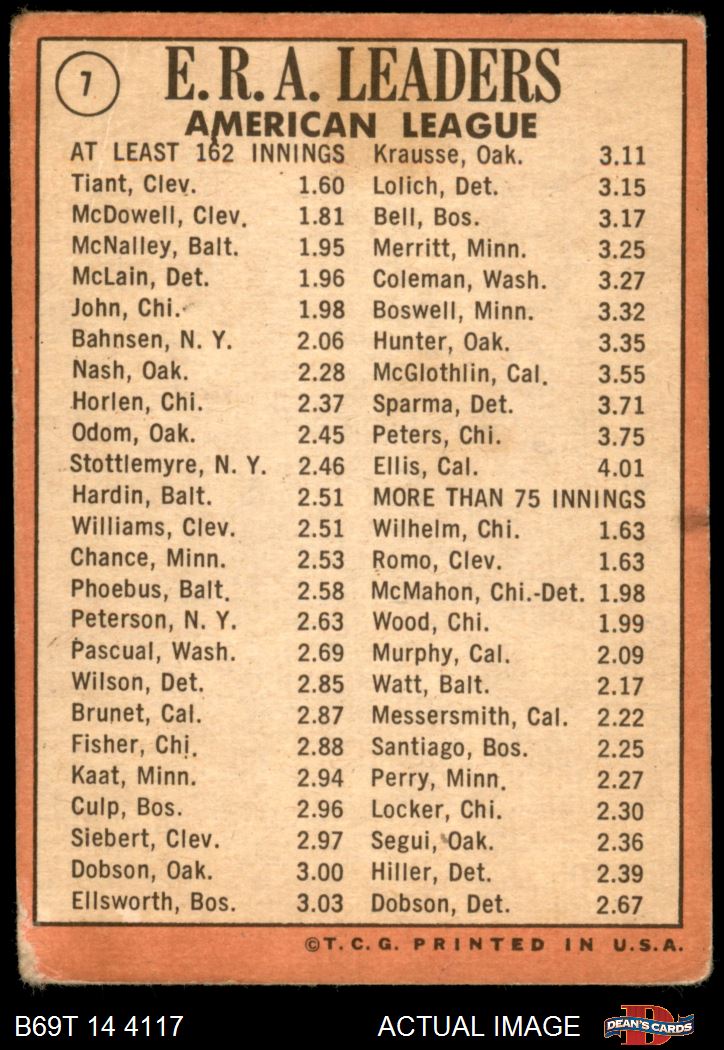 7
E.R.A. LEADERS
AMERICAN LEAGUE
AT LEAST 162 INNINGS
Tiant, Clev. 1.60
McDowell, Clev. 1.81
McNalley, Balt. 1.95
McLain, Det. 1.96
John, Chi. 1.98
Bahnsen, N. Y. 2.06
Nash, Oak. 2.28
Horlen, Chi. 2.37
Odom, Oak. 2.45
Stottlemyre, N. Y. 2.46
Hardin, Balt. 2.51
Williams, Clev. 2.51
Chance, Minn. 2.53
Phoebus, Balt. 2.58
Peterson, N. Y. 2.63
Pascual, Wash. 2.69
Wilson, Det. 2.85
Brunet, Cal. 2.87
Fisher, Chi. 2.88
Kaat, Minn. 2.94
Culp, Bos. 2.96
Siebert, Clev. 2.97
Dobson, Oak. 3.00
Ellsworth, Bos. 3.03
Krausse, Oak. 3.11
Lolich, Det. 3.15
Bell, Bos. 3.17
Merritt, Minn. 3.25
Coleman, Wash. 3.27
Boswell, Minn. 3.32
Hunter, Oak. 3.35
McGlothlin, Cal. 3.55
Sparma, Det. 3.71
Peters, Chi. 3.75
Ellis, Cal. 4.01
MORE THAN 75 INNINGS
Wilhelm, Chi. 1.63
Romo, Clev. 1.63
McMahon, Chi.-Det. 1.98
Wood, Chi. 1.99
Murphy, Cal. 2.09
Watt, Balt. 2.17
Messersmith, Cal. 2.22
Santiago, Bos. 2.25
Perry, Minn. 2.27
Locker, Chi. 2.30
Segui, Oak. 2.36
Hiller, Det. 2.39
Dobson, Det. 2.67
©T.C.G. PRINTED IN U.S.A.
B69T 14 4117
ACTUAL IMAGE
D
DEAN'S CARDS